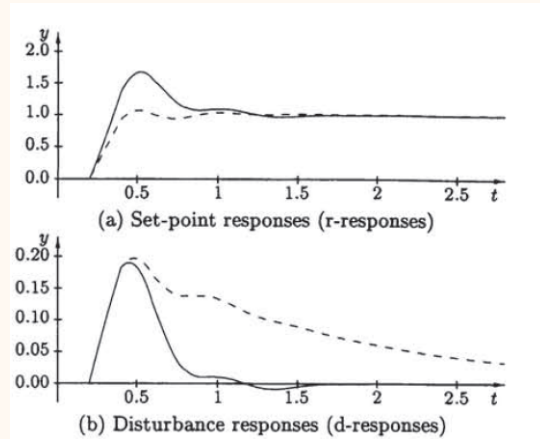 y
2.0
1.5
1.0
0.5
0.0
0.5 1 1.5 2 2.5 t
(a) Set-point responses (r-responses)
y
0.20
0.15
0.10
0.05
0.00
0.5 1 1.5 2 2.5 t
(b) Disturbance responses (d-responses)